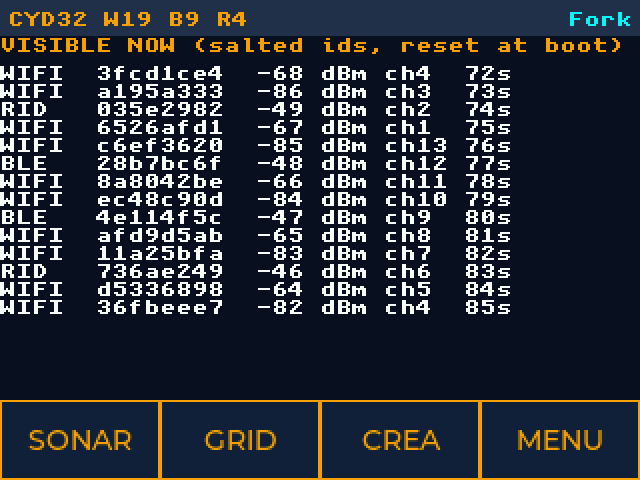 CYD32 W19 B9 R4 Fork
VISIBLE NOW (salted ids, reset at boot)
WIFI 3fcd1ce4 -68 dBm ch4 72s
WIFI a195a333 -86 dBm ch3 73s
RID 035e2982 -49 dBm ch2 74s
WIFI 6526afd1 -67 dBm ch1 75s
WIFI c6ef3620 -85 dBm ch13 76s
BLE 28b7bc6f -48 dBm ch12 77s
WIFI 8a8042be -66 dBm ch11 78s
WIFI ec48c90d -84 dBm ch10 79s
BLE 4e114f5c -47 dBm ch9 80s
WIFI afd9d5ab -65 dBm ch8 81s
WIFI 11a25bfa -83 dBm ch7 82s
RID 736ae249 -46 dBm ch6 83s
WIFI d5336898 -64 dBm ch5 84s
WIFI 36fbeee7 -82 dBm ch4 85s
SONAR GRID CREA MENU